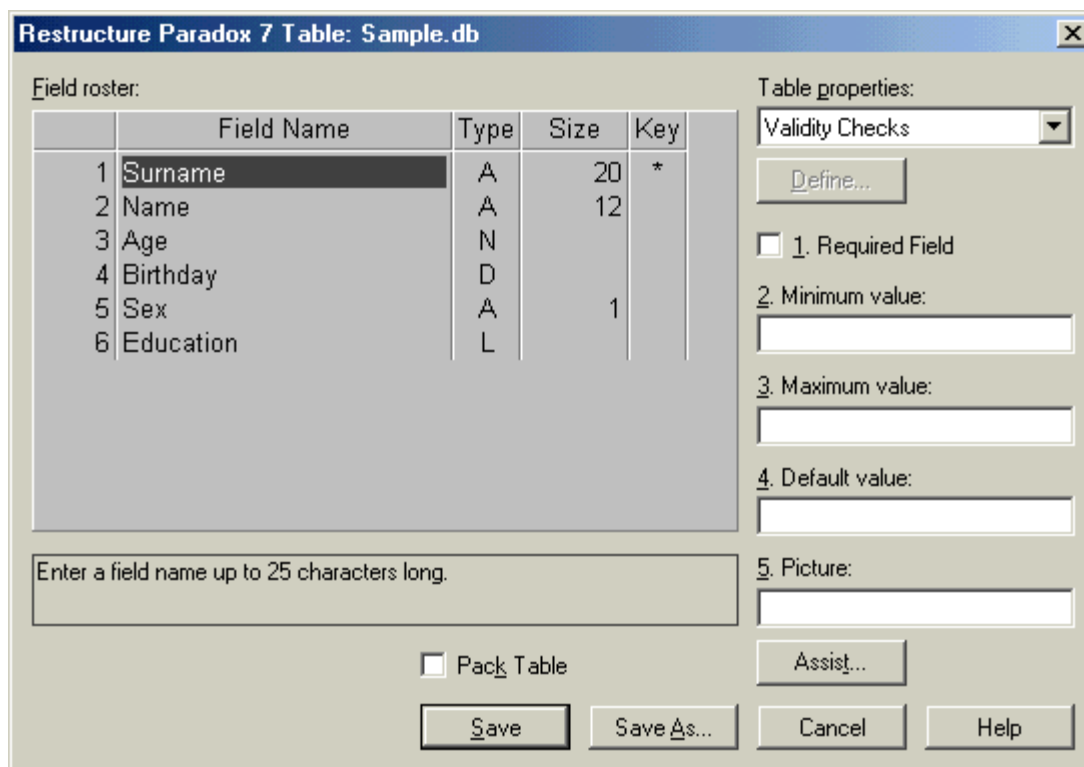 Restructure Paradox 7 Table: Sample.db
Field roster:
Field Name Type Size Key
1 Surname A 20 *
2 Name A 12
3 Age N
4 Birthday D
5 Sex A 1
6 Education L
Enter a field name up to 25 characters long.
Pack Table
Save Save As...
Table properties:
Validity Checks
Define...
1. Required Field
2. Minimum value:
3. Maximum value:
4. Default value:
5. Picture:
Assist...
Cancel Help